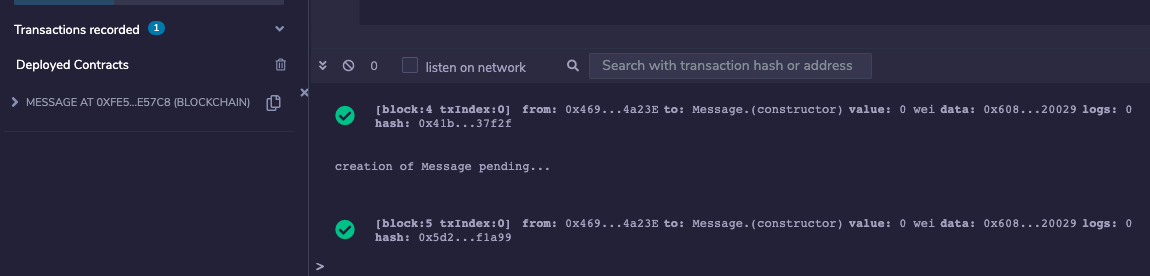 Transactions recorded 1
Deployed Contracts
MESSAGE AT 0XFE5...E57C8 (BLOCKCHAIN)
0 listen on network Search with transaction hash or address
[block:4 txIndex:0] from: 0x469...4a23E to: Message.(constructor) value: 0 wei data: 0x608...20029 logs: 0
hash: 0x41b...37f2f
creation of Message pending...
[block:5 txIndex:0] from: 0x469...4a23E to: Message.(constructor) value: 0 wei data: 0x608...20029 logs: 0
hash: 0x5d2...f1a99
>